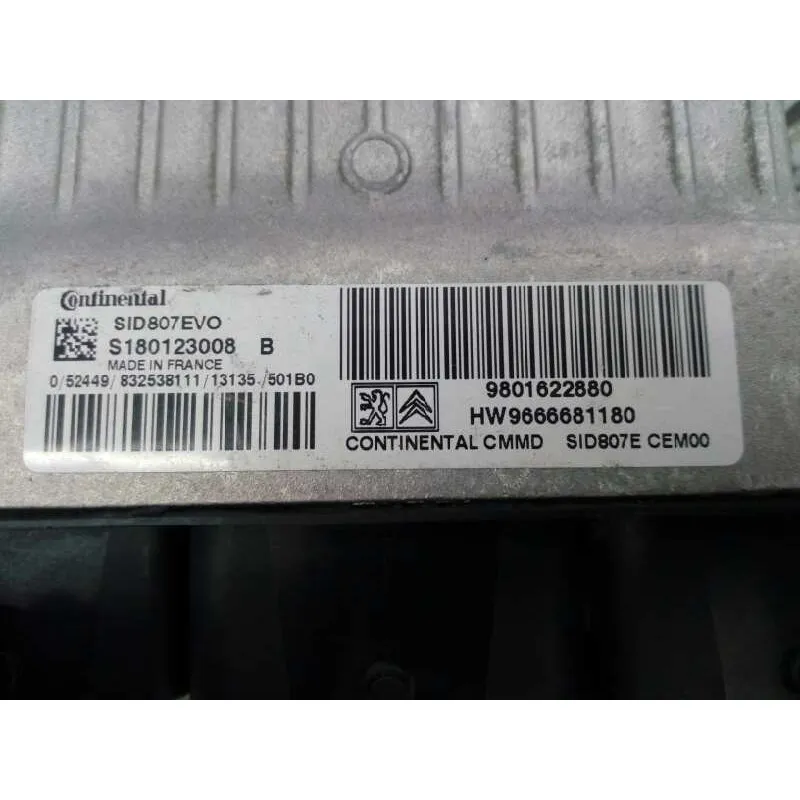 Continental
SID807EVO
S180123008 B
MADE IN FRANCE
0/52449/832538111/13135/501B0
9801622880
HW9666681180
CONTINENTAL CMMD SID807E CEM00